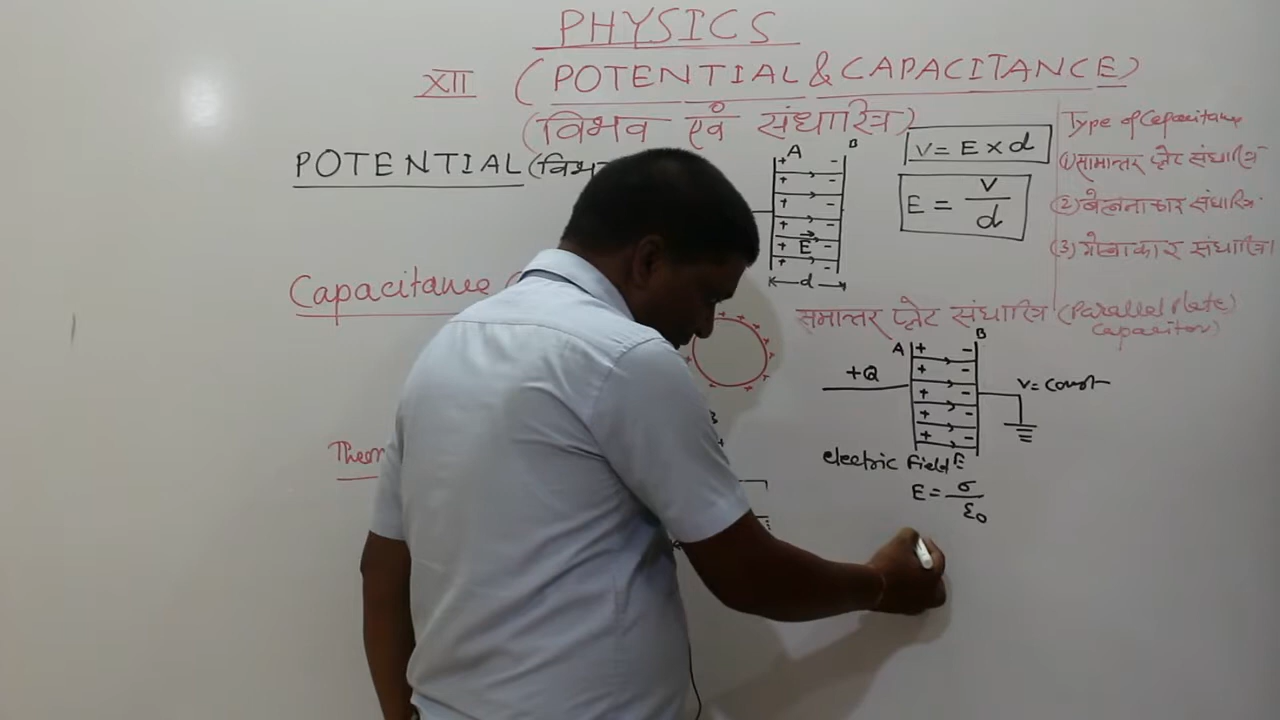 PHYSICS
XII (POTENTIAL & CAPACITANCE)
(विभव एवं संधारित्र)
POTENTIAL (विभ
A B
E
d
V = E x d
E = V/d
Type of Capacitance
(1) सामान्तर प्लेट संधारित्र
(2) बेलनाकार संधारित्र
(3) गोलाकार संधारित्र
Capacitance (
समान्तर प्लेट संधारित्र (Parallel Plate
Capacitor)
A B
+Q
V = Const
electric Field E
E = σ/ε0
Theor